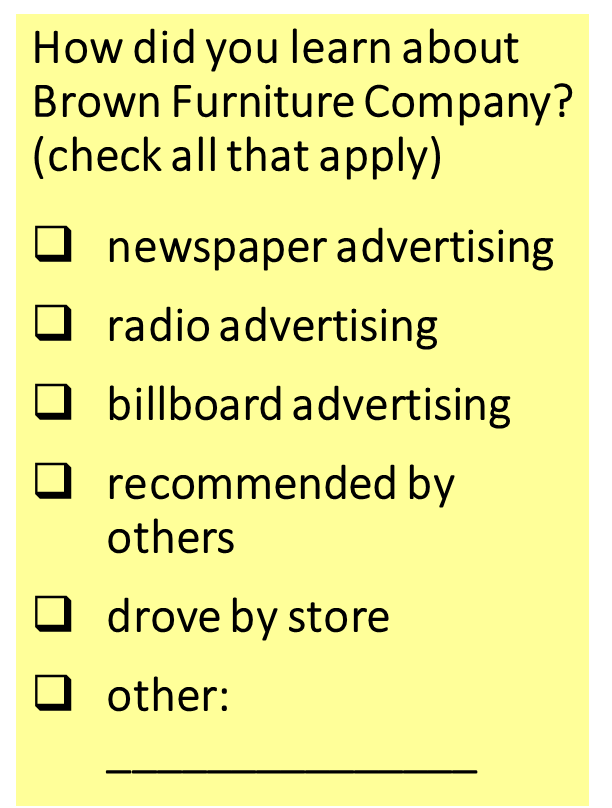 How did you learn about
Brown Furniture Company?
(check all that apply)
❑ newspaper advertising
❑ radio advertising
❑ billboard advertising
❑ recommended by
others
❑ drove by store
❑ other:
_______________